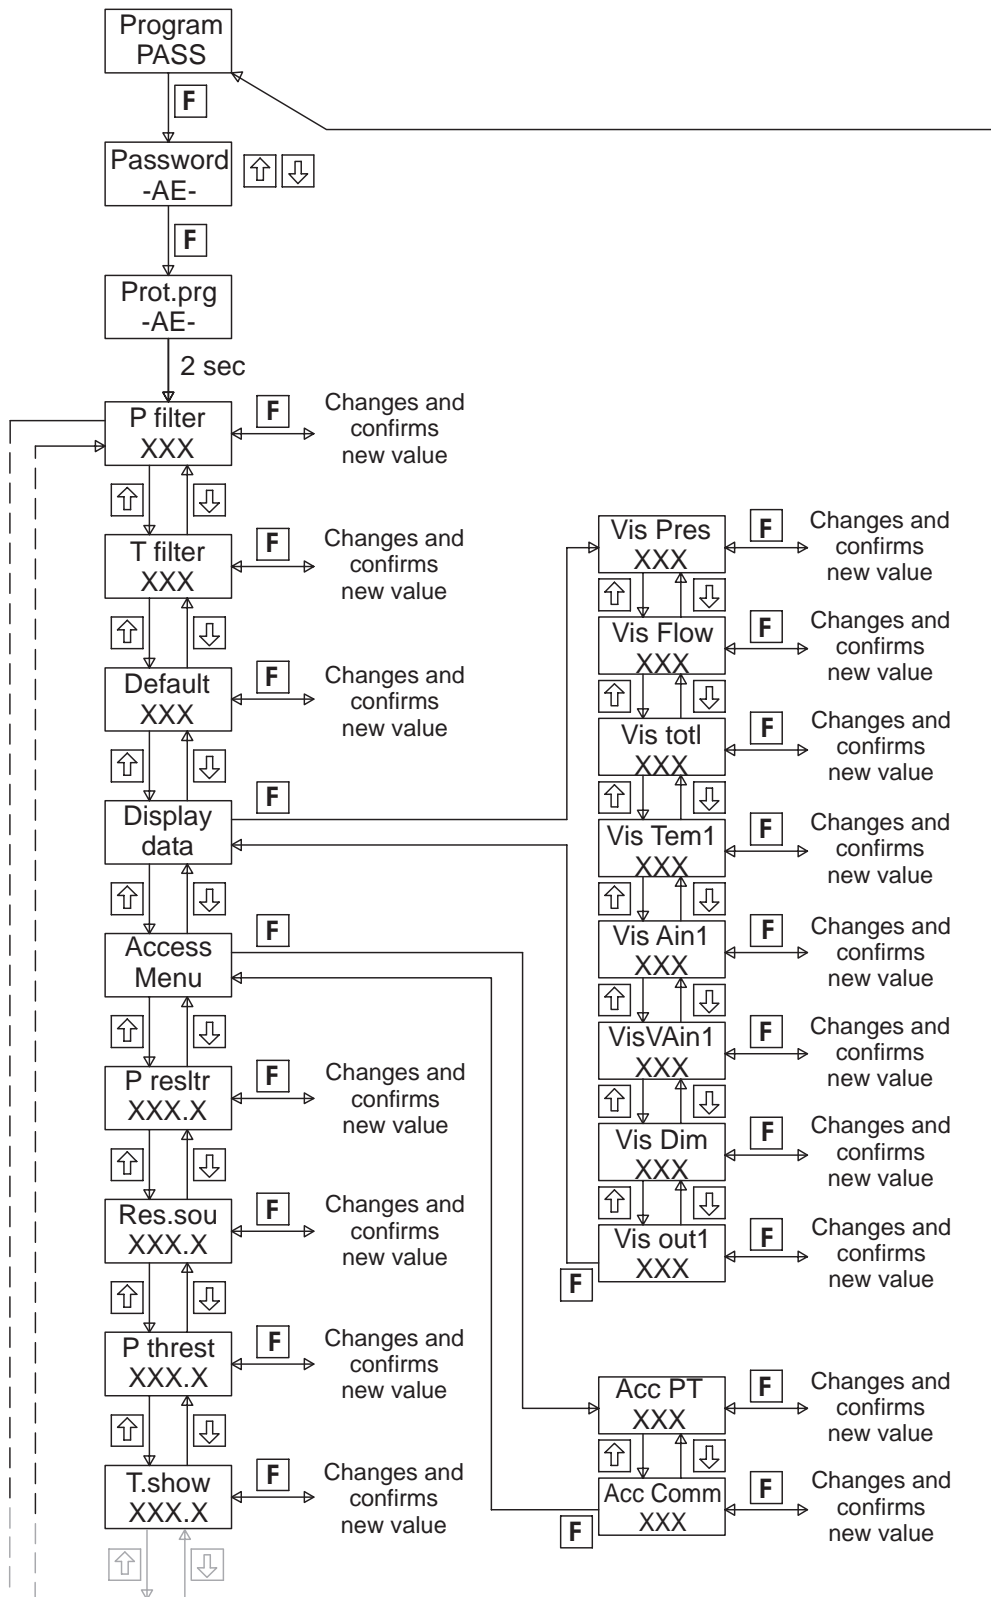 Program
PASS
F
Password
-AE-
F
Prot.prg
-AE-
2 sec
P filter
XXX
F
Changes and
confirms
new value
T filter
XXX
F
Changes and
confirms
new value
Default
XXX
F
Changes and
confirms
new value
Display
data
F
Access
Menu
F
P resltr
XXX.X
F
Changes and
confirms
new value
Res.sou
XXX.X
F
Changes and
confirms
new value
P threst
XXX.X
F
Changes and
confirms
new value
T.show
XXX.X
F
Changes and
confirms
new value
Vis Pres
XXX
F
Changes and
confirms
new value
Vis Flow
XXX
F
Changes and
confirms
new value
Vis totl
XXX
F
Changes and
confirms
new value
Vis Tem1
XXX
F
Changes and
confirms
new value
Vis Ain1
XXX
F
Changes and
confirms
new value
VisVAin1
XXX
F
Changes and
confirms
new value
Vis Dim
XXX
F
Changes and
confirms
new value
Vis out1
XXX
F
Changes and
confirms
new value
F
Acc PT
XXX
F
Changes and
confirms
new value
Acc Comm
XXX
F
Changes and
confirms
new value
F